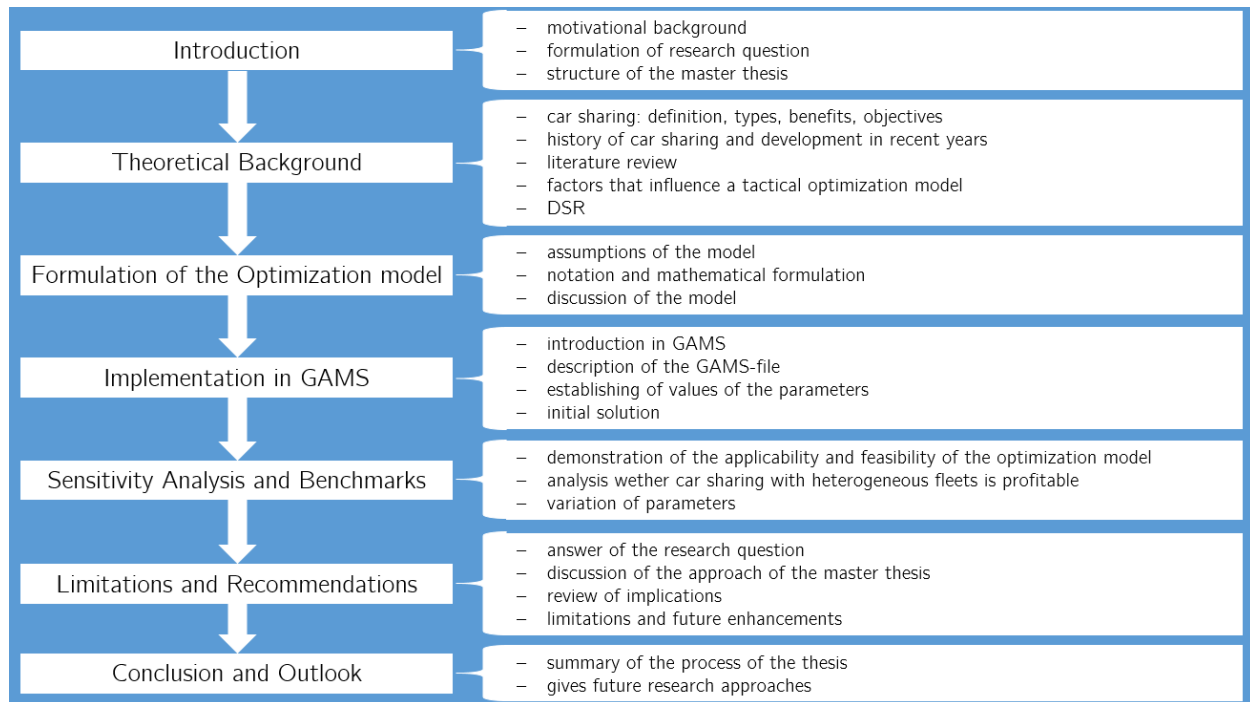 Introduction
– motivational background
– formulation of research question
– structure of the master thesis
Theoretical Background
– car sharing: definition, types, benefits, objectives
– history of car sharing and development in recent years
– literature review
– factors that influence a tactical optimization model
– DSR
Formulation of the Optimization model
– assumptions of the model
– notation and mathematical formulation
– discussion of the model
Implementation in GAMS
– introduction in GAMS
– description of the GAMS-file
– establishing of values of the parameters
– initial solution
Sensitivity Analysis and Benchmarks
– demonstration of the applicability and feasibility of the optimization model
– analysis wether car sharing with heterogeneous fleets is profitable
– variation of parameters
Limitations and Recommendations
– answer of the research question
– discussion of the approach of the master thesis
– review of implications
– limitations and future enhancements
Conclusion and Outlook
– summary of the process of the thesis
– gives future research approaches